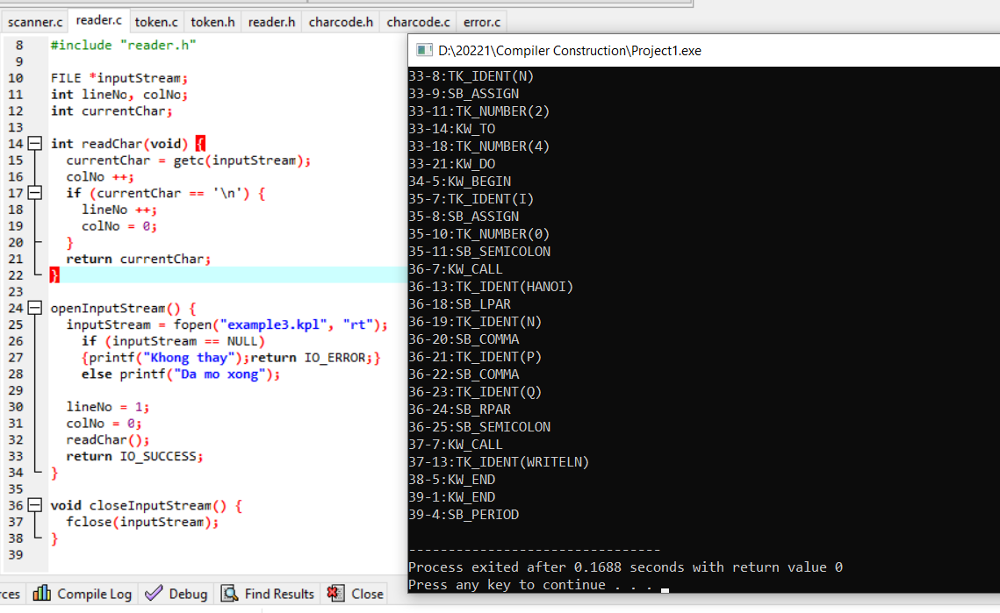 scanner.c reader.c token.c token.h reader.h charcode.h charcode.c error.c
8 #include "reader.h"
9
10 FILE *inputStream;
11 int lineNo, colNo;
12 int currentChar;
13
14 int readChar(void) {
15 currentChar = getc(inputStream);
16 colNo ++;
17 if (currentChar == '\n') {
18 lineNo ++;
19 colNo = 0;
20 }
21 return currentChar;
22 }
23
24 openInputStream() {
25 inputStream = fopen("example3.kpl", "rt");
26 if (inputStream == NULL)
27 {printf("Khong thay");return IO_ERROR;}
28 else printf("Da mo xong");
29
30 lineNo = 1;
31 colNo = 0;
32 readChar();
33 return IO_SUCCESS;
34 }
35
36 void closeInputStream() {
37 fclose(inputStream);
38 }
39
D:\20221\Compiler Construction\Project1.exe
33-8:TK_IDENT(N)
33-9:SB_ASSIGN
33-11:TK_NUMBER(2)
33-14:KW_TO
33-18:TK_NUMBER(4)
33-21:KW_DO
34-5:KW_BEGIN
35-7:TK_IDENT(I)
35-8:SB_ASSIGN
35-10:TK_NUMBER(0)
35-11:SB_SEMICOLON
36-7:KW_CALL
36-13:TK_IDENT(HANOI)
36-18:SB_LPAR
36-19:TK_IDENT(N)
36-20:SB_COMMA
36-21:TK_IDENT(P)
36-22:SB_COMMA
36-23:TK_IDENT(Q)
36-24:SB_RPAR
36-25:SB_SEMICOLON
37-7:KW_CALL
37-13:TK_IDENT(WRITELN)
38-5:KW_END
39-1:KW_END
39-4:SB_PERIOD
--------------------------------
Process exited after 0.1688 seconds with return value 0
Press any key to continue . . .
rces Compile Log Debug Find Results Close